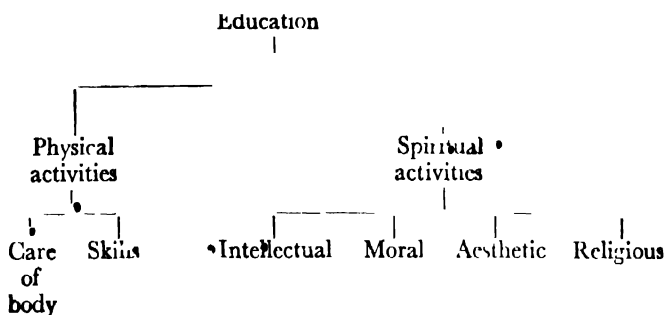 Education
Physical Spiritual
activities activities
Care Skills Intellectual Moral Aesthetic Religious
of
body